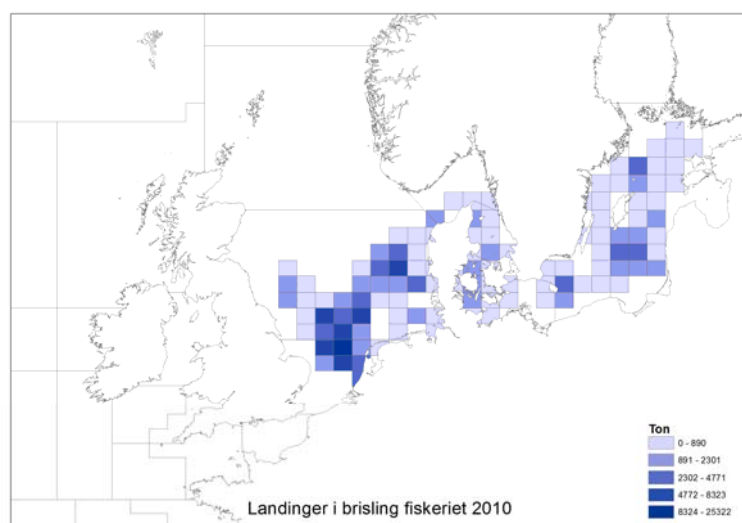 Ton
0 - 890
891 - 2301
2302 - 4771
4772 - 8323
8324 - 25322
Landinger i brisling fiskeriet 2010